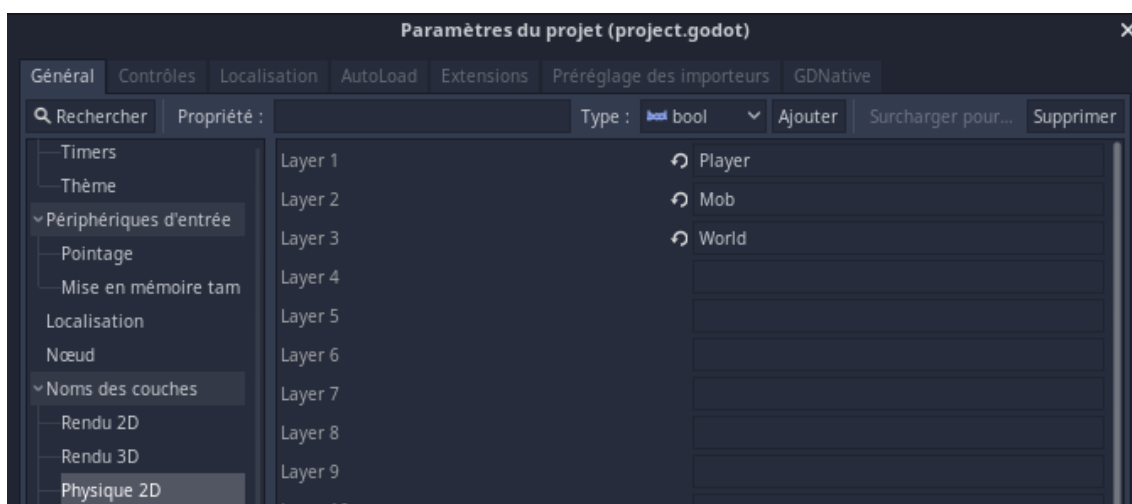 Paramètres du projet (project.godot)
Général Contrôles Localisation AutoLoad Extensions Préréglage des importeurs GDNative
Rechercher Propriété : Type : bool Ajouter Surcharger pour... Supprimer
Timers
Thème
Périphériques d'entrée
Pointage
Mise en mémoire tam
Localisation
Nœud
Noms des couches
Rendu 2D
Rendu 3D
Physique 2D
Layer 1 Player
Layer 2 Mob
Layer 3 World
Layer 4
Layer 5
Layer 6
Layer 7
Layer 8
Layer 9